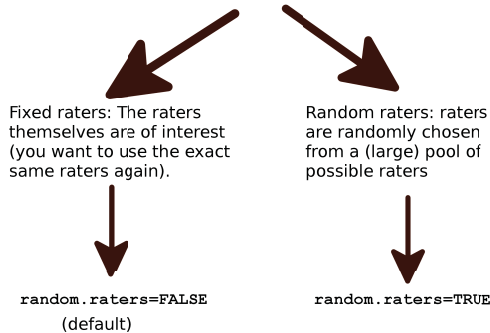 Fixed raters: The raters
themselves are of interest
(you want to use the exact
same raters again).
Random raters: raters
are randomly chosen
from a (large) pool of
possible raters
random.raters=FALSE
(default)
random.raters=TRUE